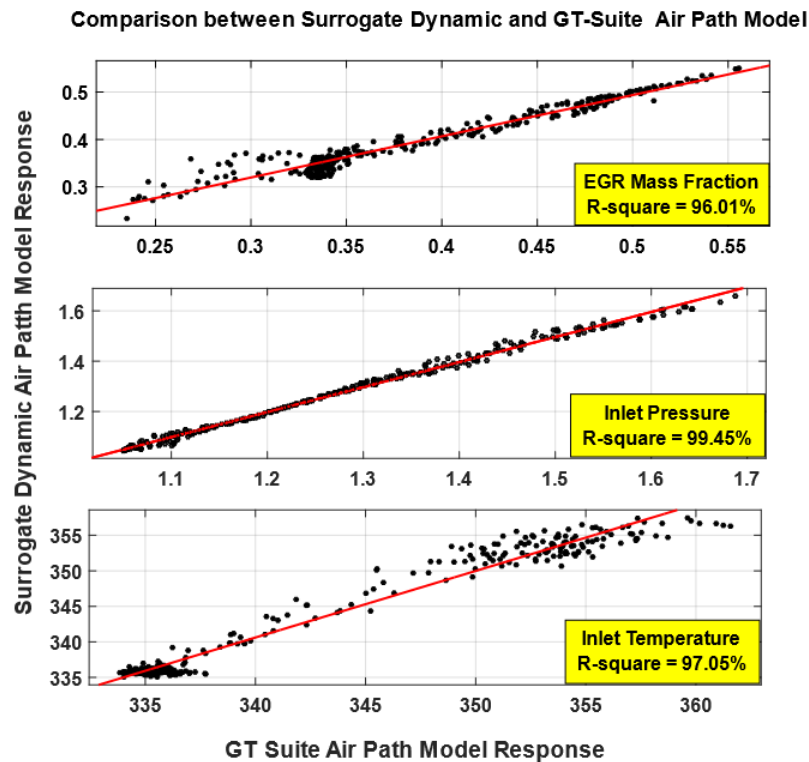 Comparison between Surrogate Dynamic and GT-Suite Air Path Model
Surrogate Dynamic Air Patth Model Response
0.5
0.4
0.3
EGR Mass Fraction
R-square = 96.01%
0.25 0.3 0.35 0.4 0.45 0.5 0.55
1.6
1.4
1.2
Inlet Pressure
R-square = 99.45%
1.1 1.2 1.3 1.4 1.5 1.6 1.7
355
350
345
340
335
Inlet Temperature
R-square = 97.05%
335 340 345 350 355 360
GT Suite Air Path Model Response